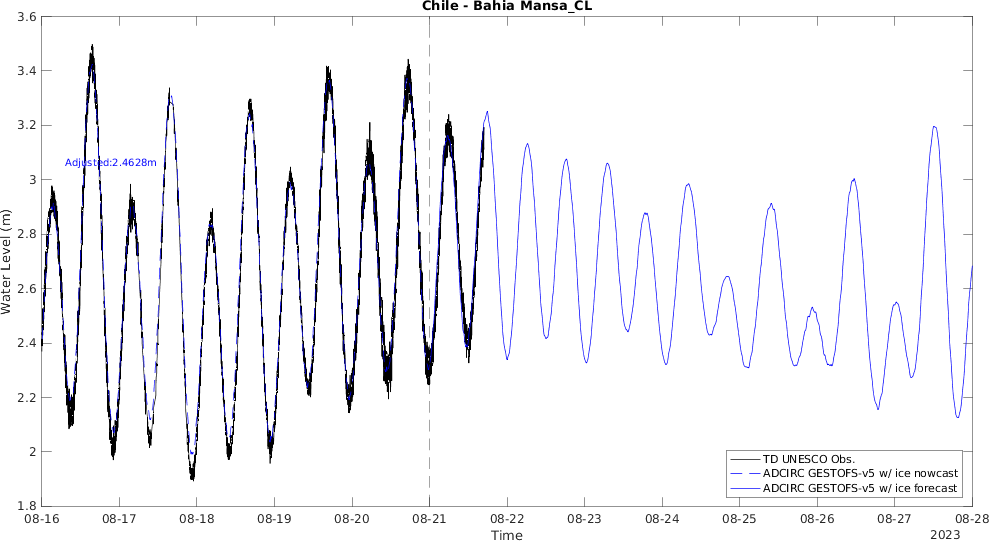 Chile - Bahia Mansa_CL
3.6
3.4
3.2
3
2.8
2.6
2.4
2.2
2
1.8
Water Level (m)
Adjusted:2.4628m
TD UNESCO Obs.
ADCIRC GESTOFS-v5 w/ ice nowcast
ADCIRC GESTOFS-v5 w/ ice forecast
08-16 08-17 08-18 08-19 08-20 08-21 08-22 08-23 08-24 08-25 08-26 08-27 08-28
Time
2023